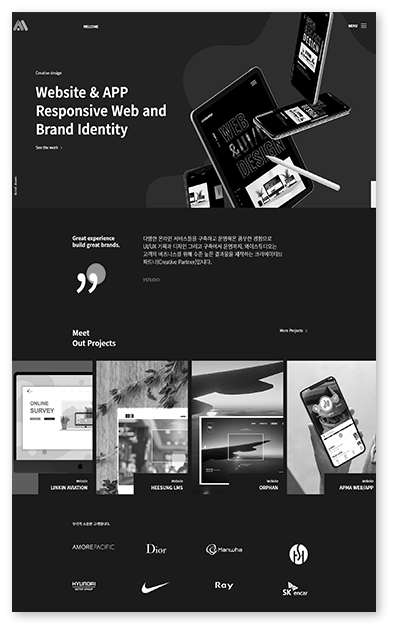 WELCOME
MENU
Creative design
Website & APP
Responsive Web and
Brand Identity
See the work
WEB
UI/UX
DESIGN
Great experience
build great brands.
다양한 온라인 서비스들을 구축하고 운영해온 풍부한 경험으로
UI/UX 기획과 디자인 그리고 구축에서 운영까지, 와이스튜디오는
고객의 비즈니스를 위해 수준 높은 결과물을 제작하는 크리에이티브
파트너(Creative Partner)입니다.
YSTUDIO
Meet
Out Projects
More Projects
ONLINE
SURVEY
Website
LINKIN AVIATION
Website
HEESUNG LMS
Website
ORPHAN
Website
APMA WEB/APP
우리의 소중한 고객입니다.
AMOREPACIFIC
Dior
Hanwha
HYUNDAI
MOTOR GROUP
Ray
SK encar